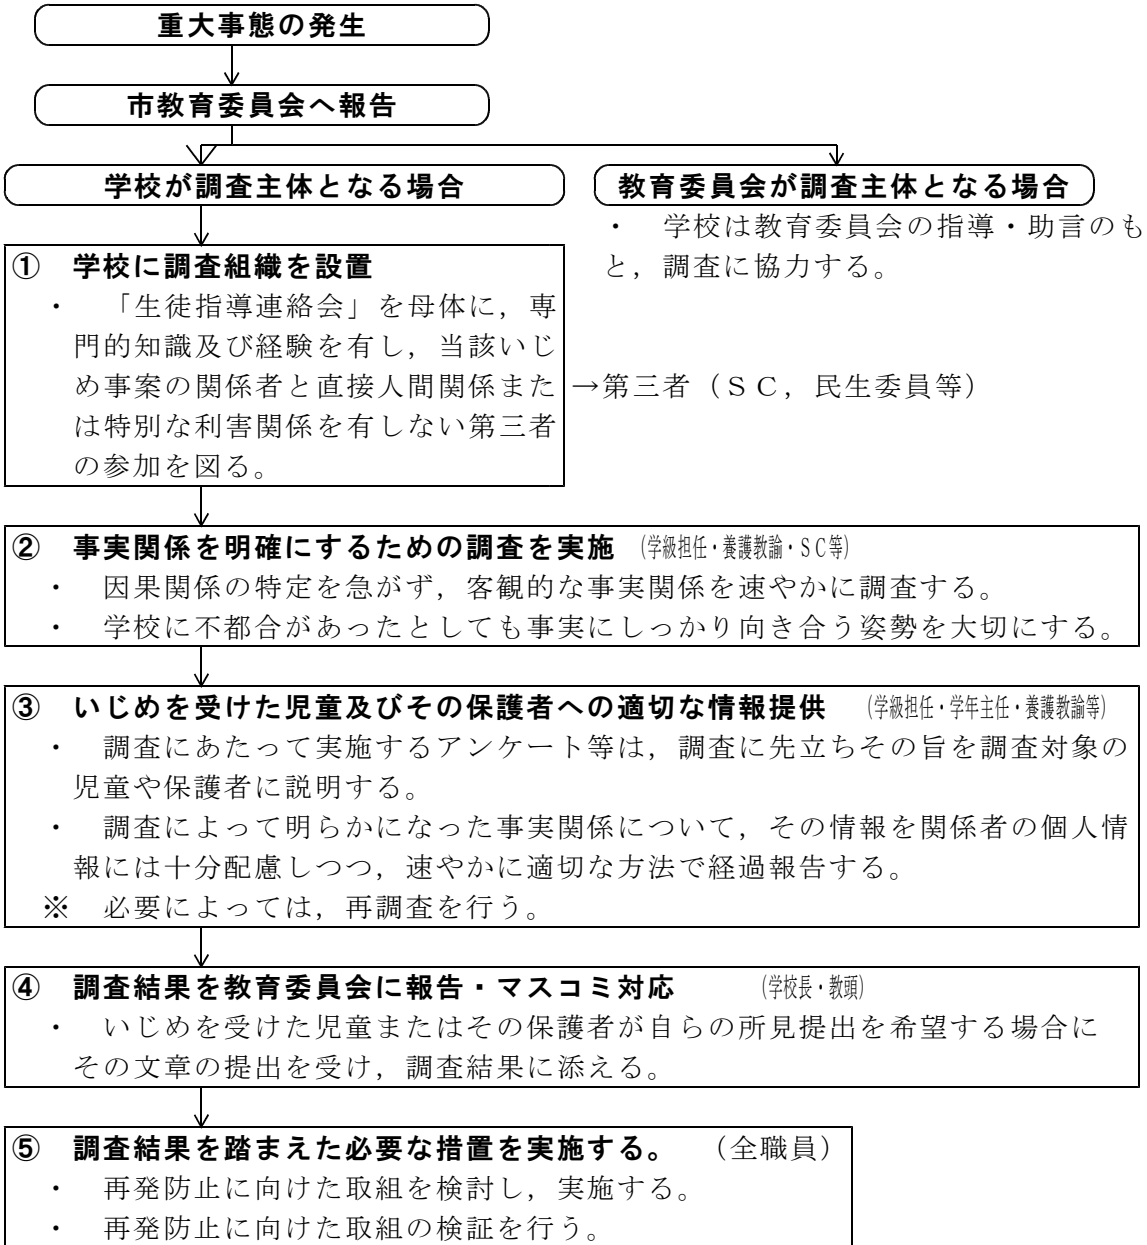 重大事態の発生
市教育委員会へ報告
学校が調査主体となる場合
教育委員会が調査主体となる場合
・　学校は教育委員会の指導・助言のも
と，調査に協力する。
①　学校に調査組織を設置
・　「生徒指導連絡会」を母体に，専
門的知識及び経験を有し，当該いじ
め事案の関係者と直接人間関係また
は特別な利害関係を有しない第三者
の参加を図る。
→第三者（ＳＣ，民生委員等）
②　事実関係を明確にするための調査を実施　(学級担任・養護教諭・ＳＣ等)
・　因果関係の特定を急がず，客観的な事実関係を速やかに調査する。
・　学校に不都合があったとしても事実にしっかり向き合う姿勢を大切にする。
③　いじめを受けた児童及びその保護者への適切な情報提供　(学級担任・学年主任・養護教諭等)
・　調査にあたって実施するアンケート等は，調査に先立ちその旨を調査対象の
児童や保護者に説明する。
・　調査によって明らかになった事実関係について，その情報を関係者の個人情
報には十分配慮しつつ，速やかに適切な方法で経過報告する。
※　必要によっては，再調査を行う。
④　調査結果を教育委員会に報告・マスコミ対応　(学校長・教頭)
・　いじめを受けた児童またはその保護者が自らの所見提出を希望する場合に
その文章の提出を受け，調査結果に添える。
⑤　調査結果を踏まえた必要な措置を実施する。　（全職員）
・　再発防止に向けた取組を検討し，実施する。
・　再発防止に向けた取組の検証を行う。